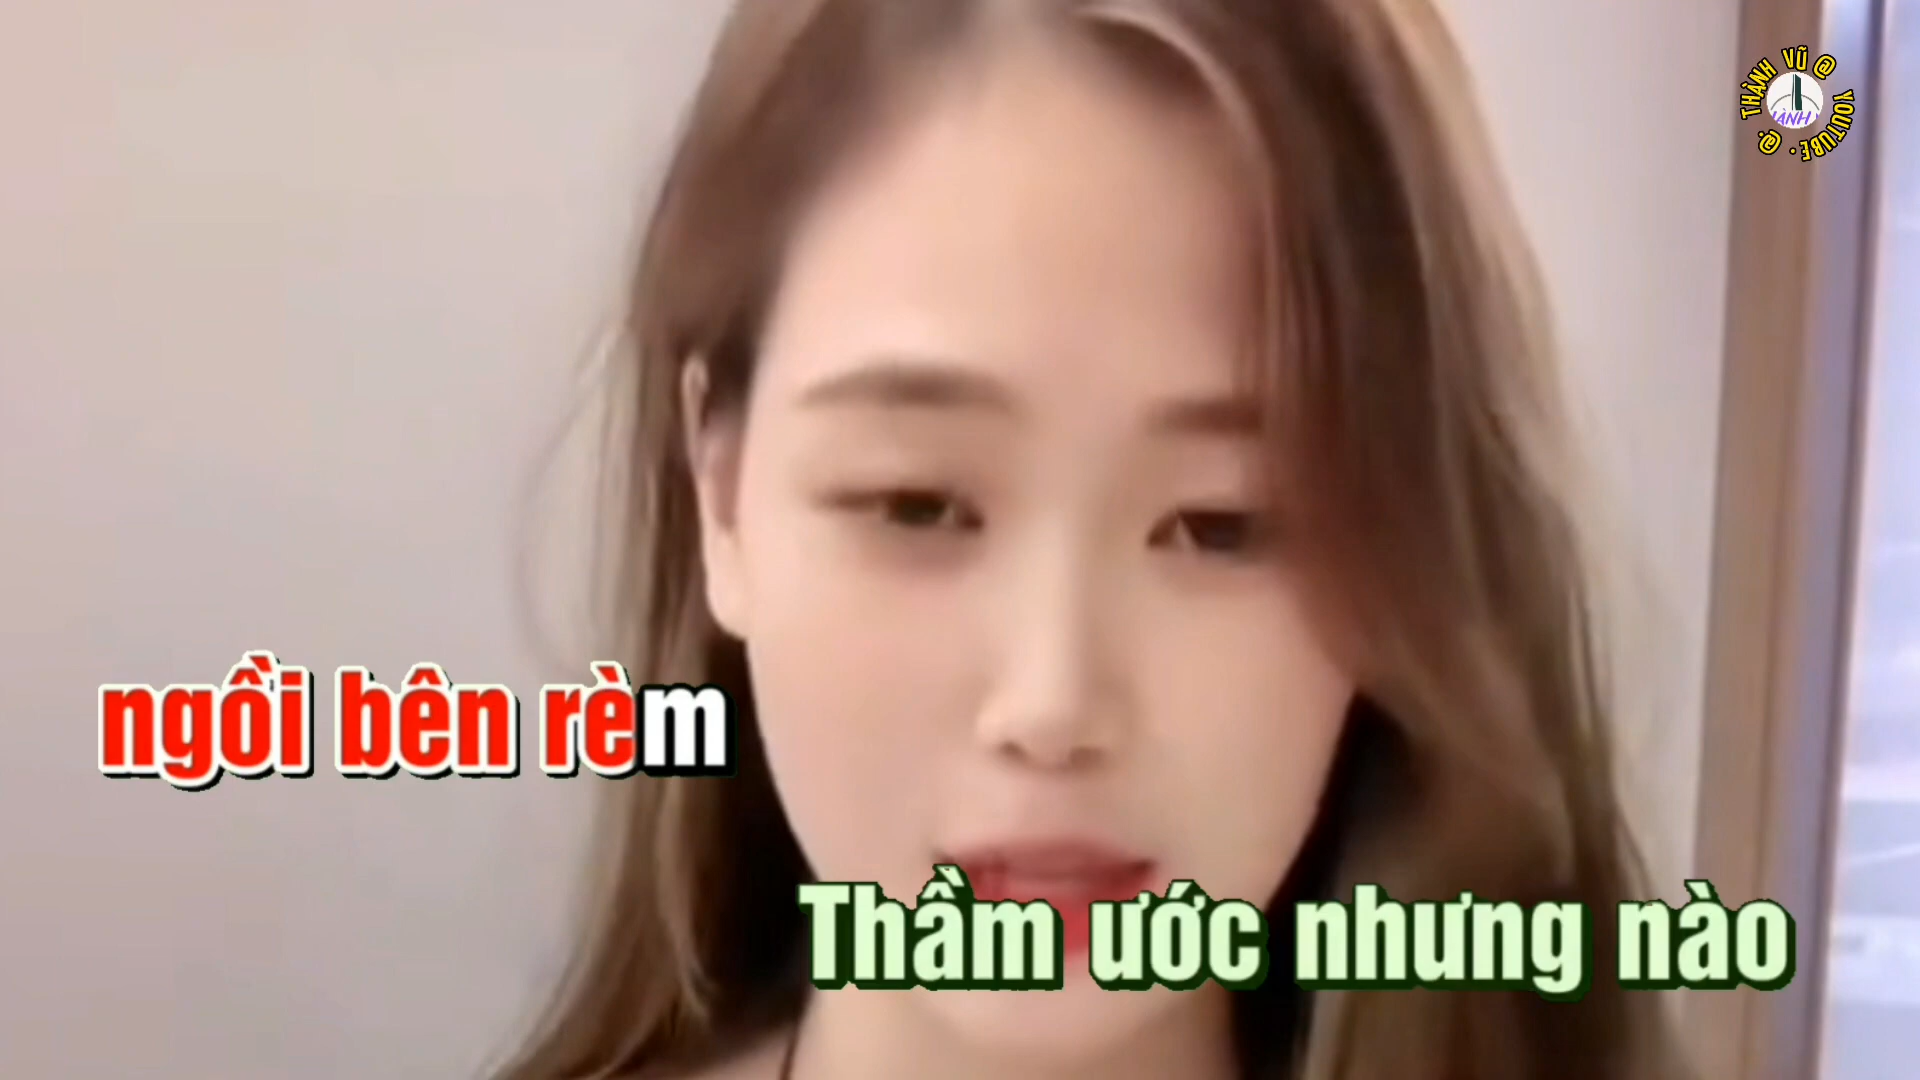 THÀNH VŨ @ YOUTUBE · @
ngồi bên rèm
Thầm ước nhưng nào